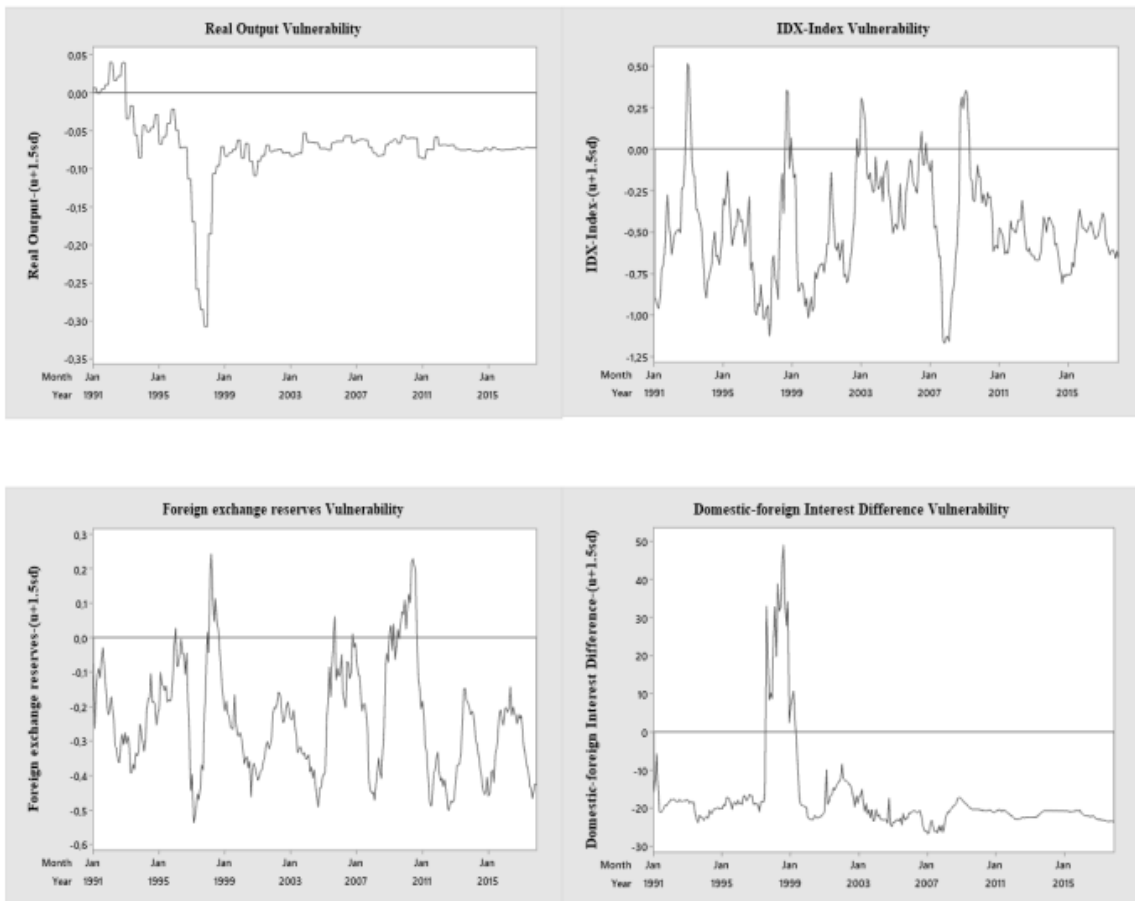 Real Output Vulnerability
Real Output-(u+1.5sd)
0,05
0,00
-0,05
-0,10
-0,15
-0,20
-0,25
-0,30
-0,35
Month Jan Jan Jan Jan Jan Jan Jan
Year 1991 1995 1999 2003 2007 2011 2015
IDX-Index Vulnerability
IDX-Index-(u+1.5sd)
0,50
0,25
0,00
-0,25
-0,50
-0,75
-1,00
-1,25
Month Jan Jan Jan Jan Jan Jan Jan
Year 1991 1995 1999 2003 2007 2011 2015
Foreign exchange reserves Vulnerability
Foreign exchange reserves-(u+1.5sd)
0,3
0,2
0,1
0,0
-0,1
-0,2
-0,3
-0,4
-0,5
-0,6
Month Jan Jan Jan Jan Jan Jan Jan
Year 1991 1995 1999 2003 2007 2011 2015
Domestic-foreign Interest Difference Vulnerability
Domestic-foreign Interest Difference-(u+1.5sd)
50
40
30
20
10
0
-10
-20
-30
Month Jan Jan Jan Jan Jan Jan Jan
Year 1991 1995 1999 2003 2007 2011 2015